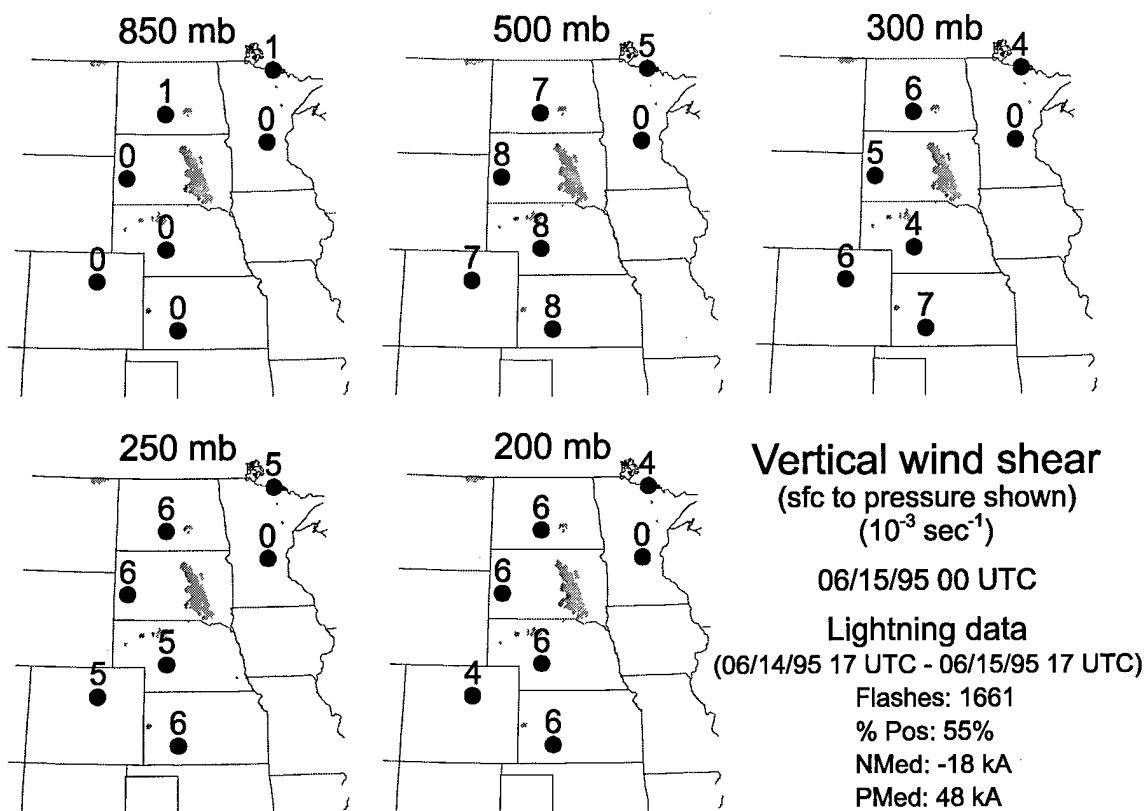 850 mb
1
1
0
0
0
0
0
500 mb
5
7
0
8
8
7
8
300 mb
4
6
0
5
4
6
7
250 mb
5
6
0
6
5
5
6
200 mb
4
6
0
6
6
4
6
Vertical wind shear
(sfc to pressure shown)
(10⁻³ sec⁻¹)
06/15/95 00 UTC
Lightning data
(06/14/95 17 UTC - 06/15/95 17 UTC)
Flashes: 1661
% Pos: 55%
NMed: -18 kA
PMed: 48 kA